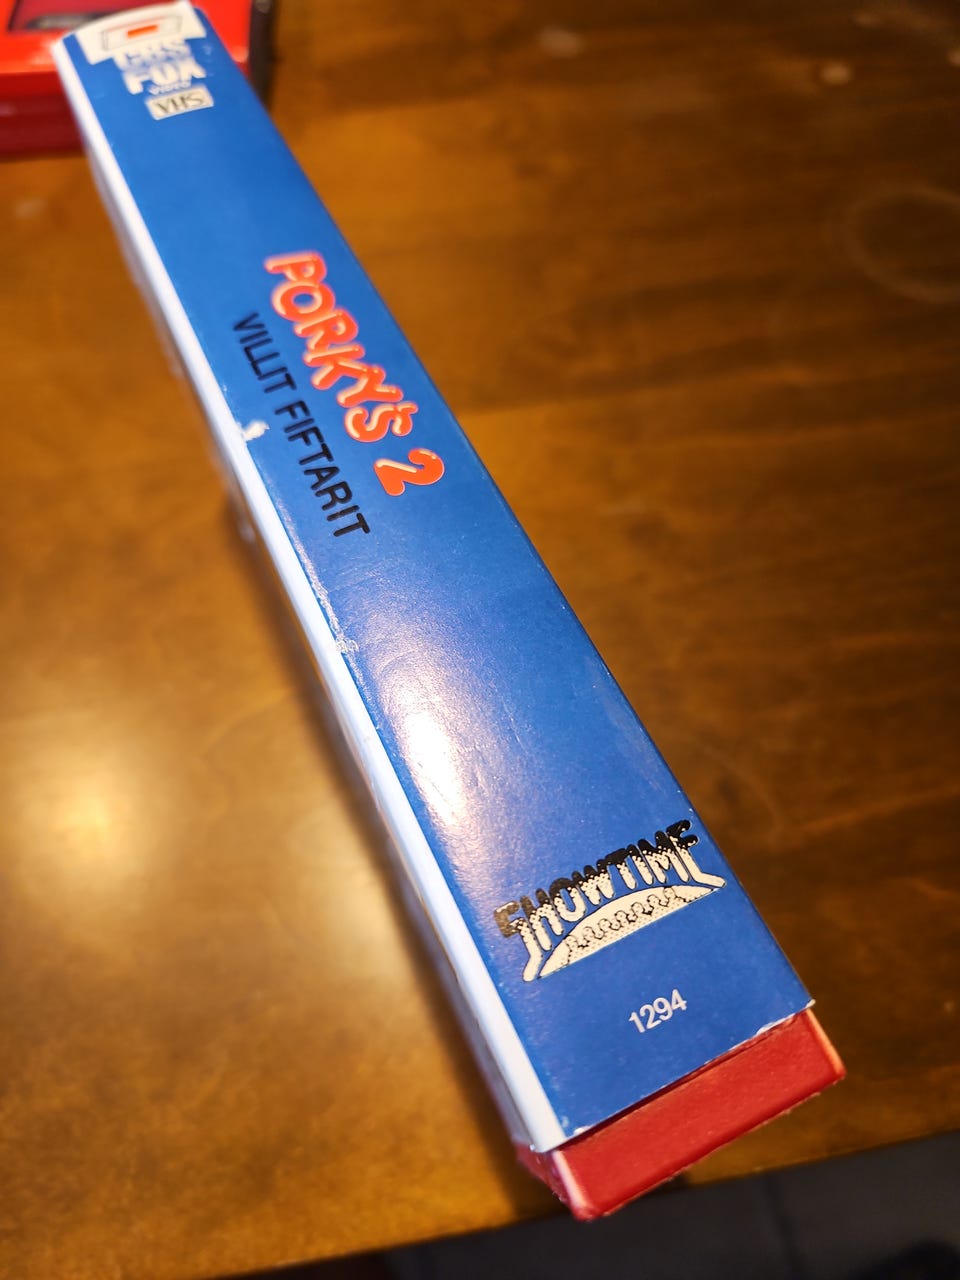 CBS
FOX
VIDEO
VHS
PORKY'S 2
VILLIT FIFTARIT
SHOWTIME
1294